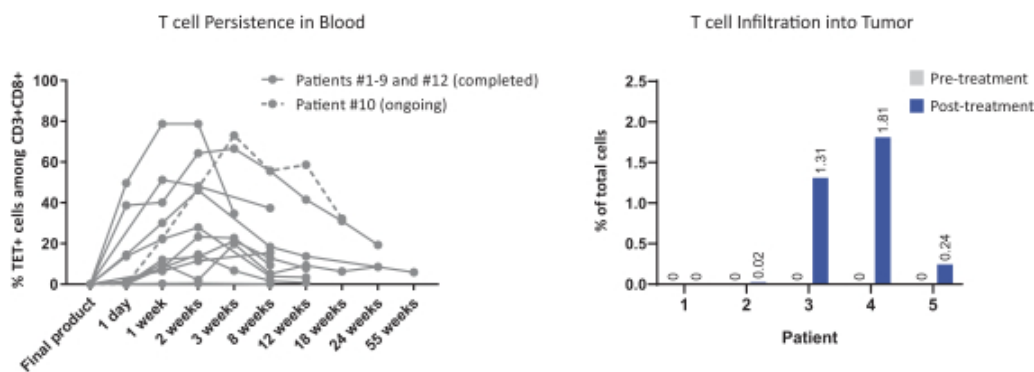 T cell Persistence in Blood
% TET+ cells among CD3+CD8+
100
80
60
40
20
0
Patients #1-9 and #12 (completed)
Patient #10 (ongoing)
Final product
1 day
1 week
2 weeks
3 weeks
8 weeks
12 weeks
18 weeks
24 weeks
55 weeks
T cell Infiltration into Tumor
% of total cells
2.5
2.0
1.5
1.0
0.5
0.0
Pre-treatment
Post-treatment
0
0
0
0.02
0
1.31
0
1.81
0
0.24
1
2
3
4
5
Patient